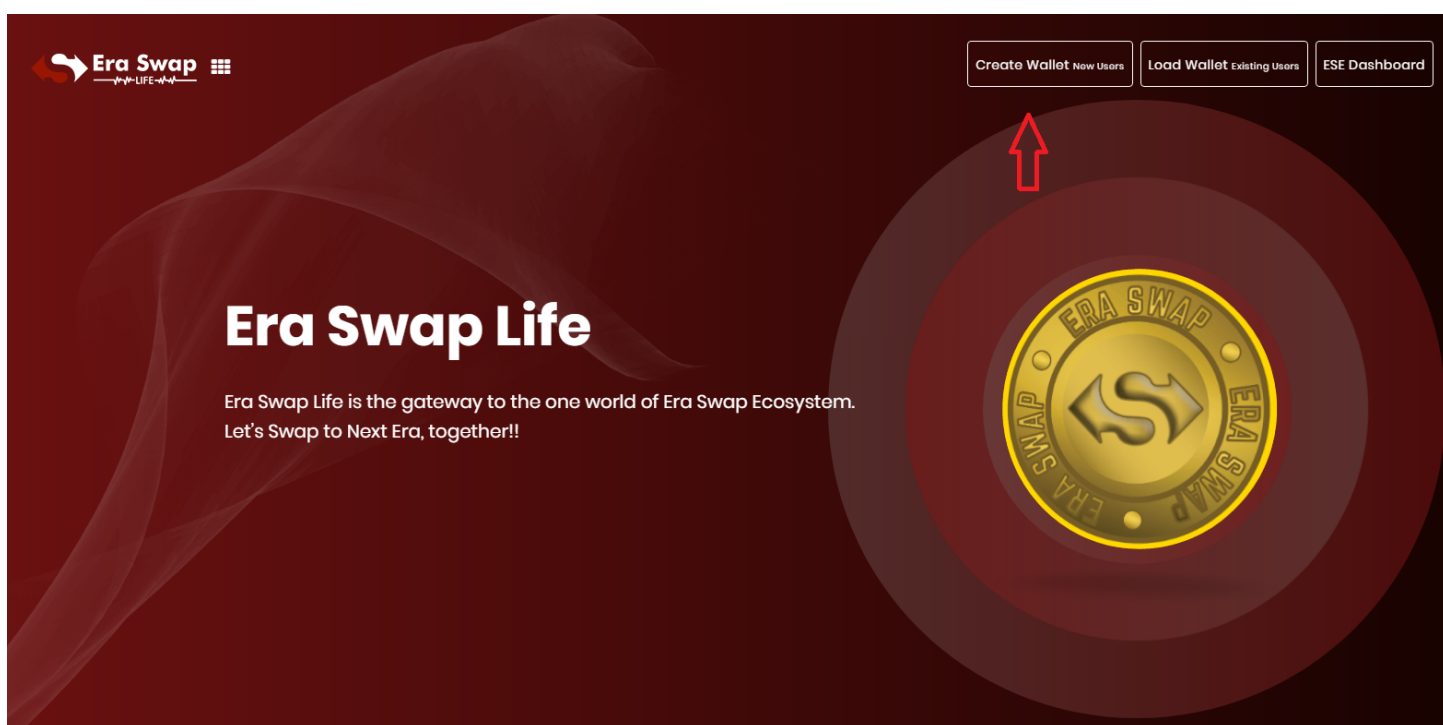 Era Swap
LIFE
Create Wallet New Users
Load Wallet Existing Users
ESE Dashboard
Era Swap Life
Era Swap Life is the gateway to the one world of Era Swap Ecosystem.
Let's Swap to Next Era, together!!
ERA SWAP
ERA SWAP
ERA SWAP
ERA SWAP